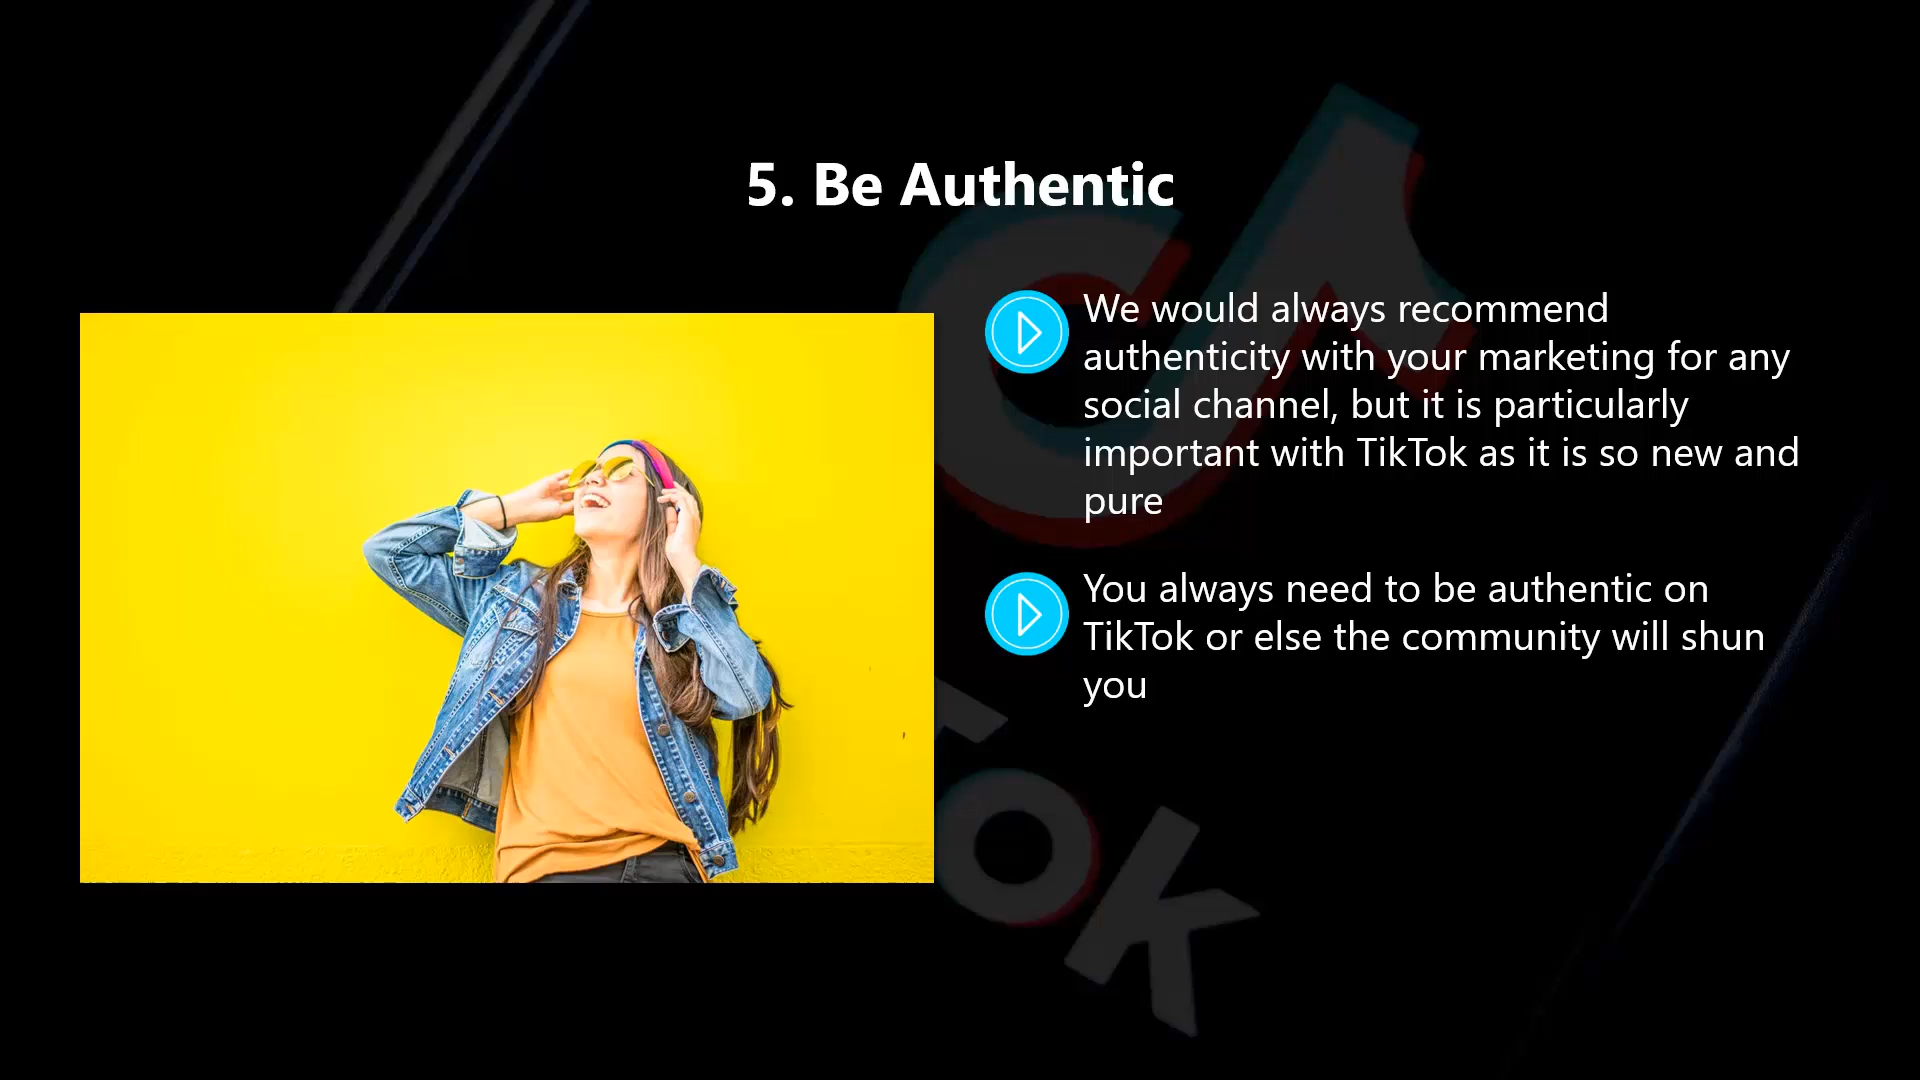 5. Be Authentic
We would always recommend
authenticity with your marketing for any
social channel, but it is particularly
important with TikTok as it is so new and
pure
You always need to be authentic on
TikTok or else the community will shun
you
Tok